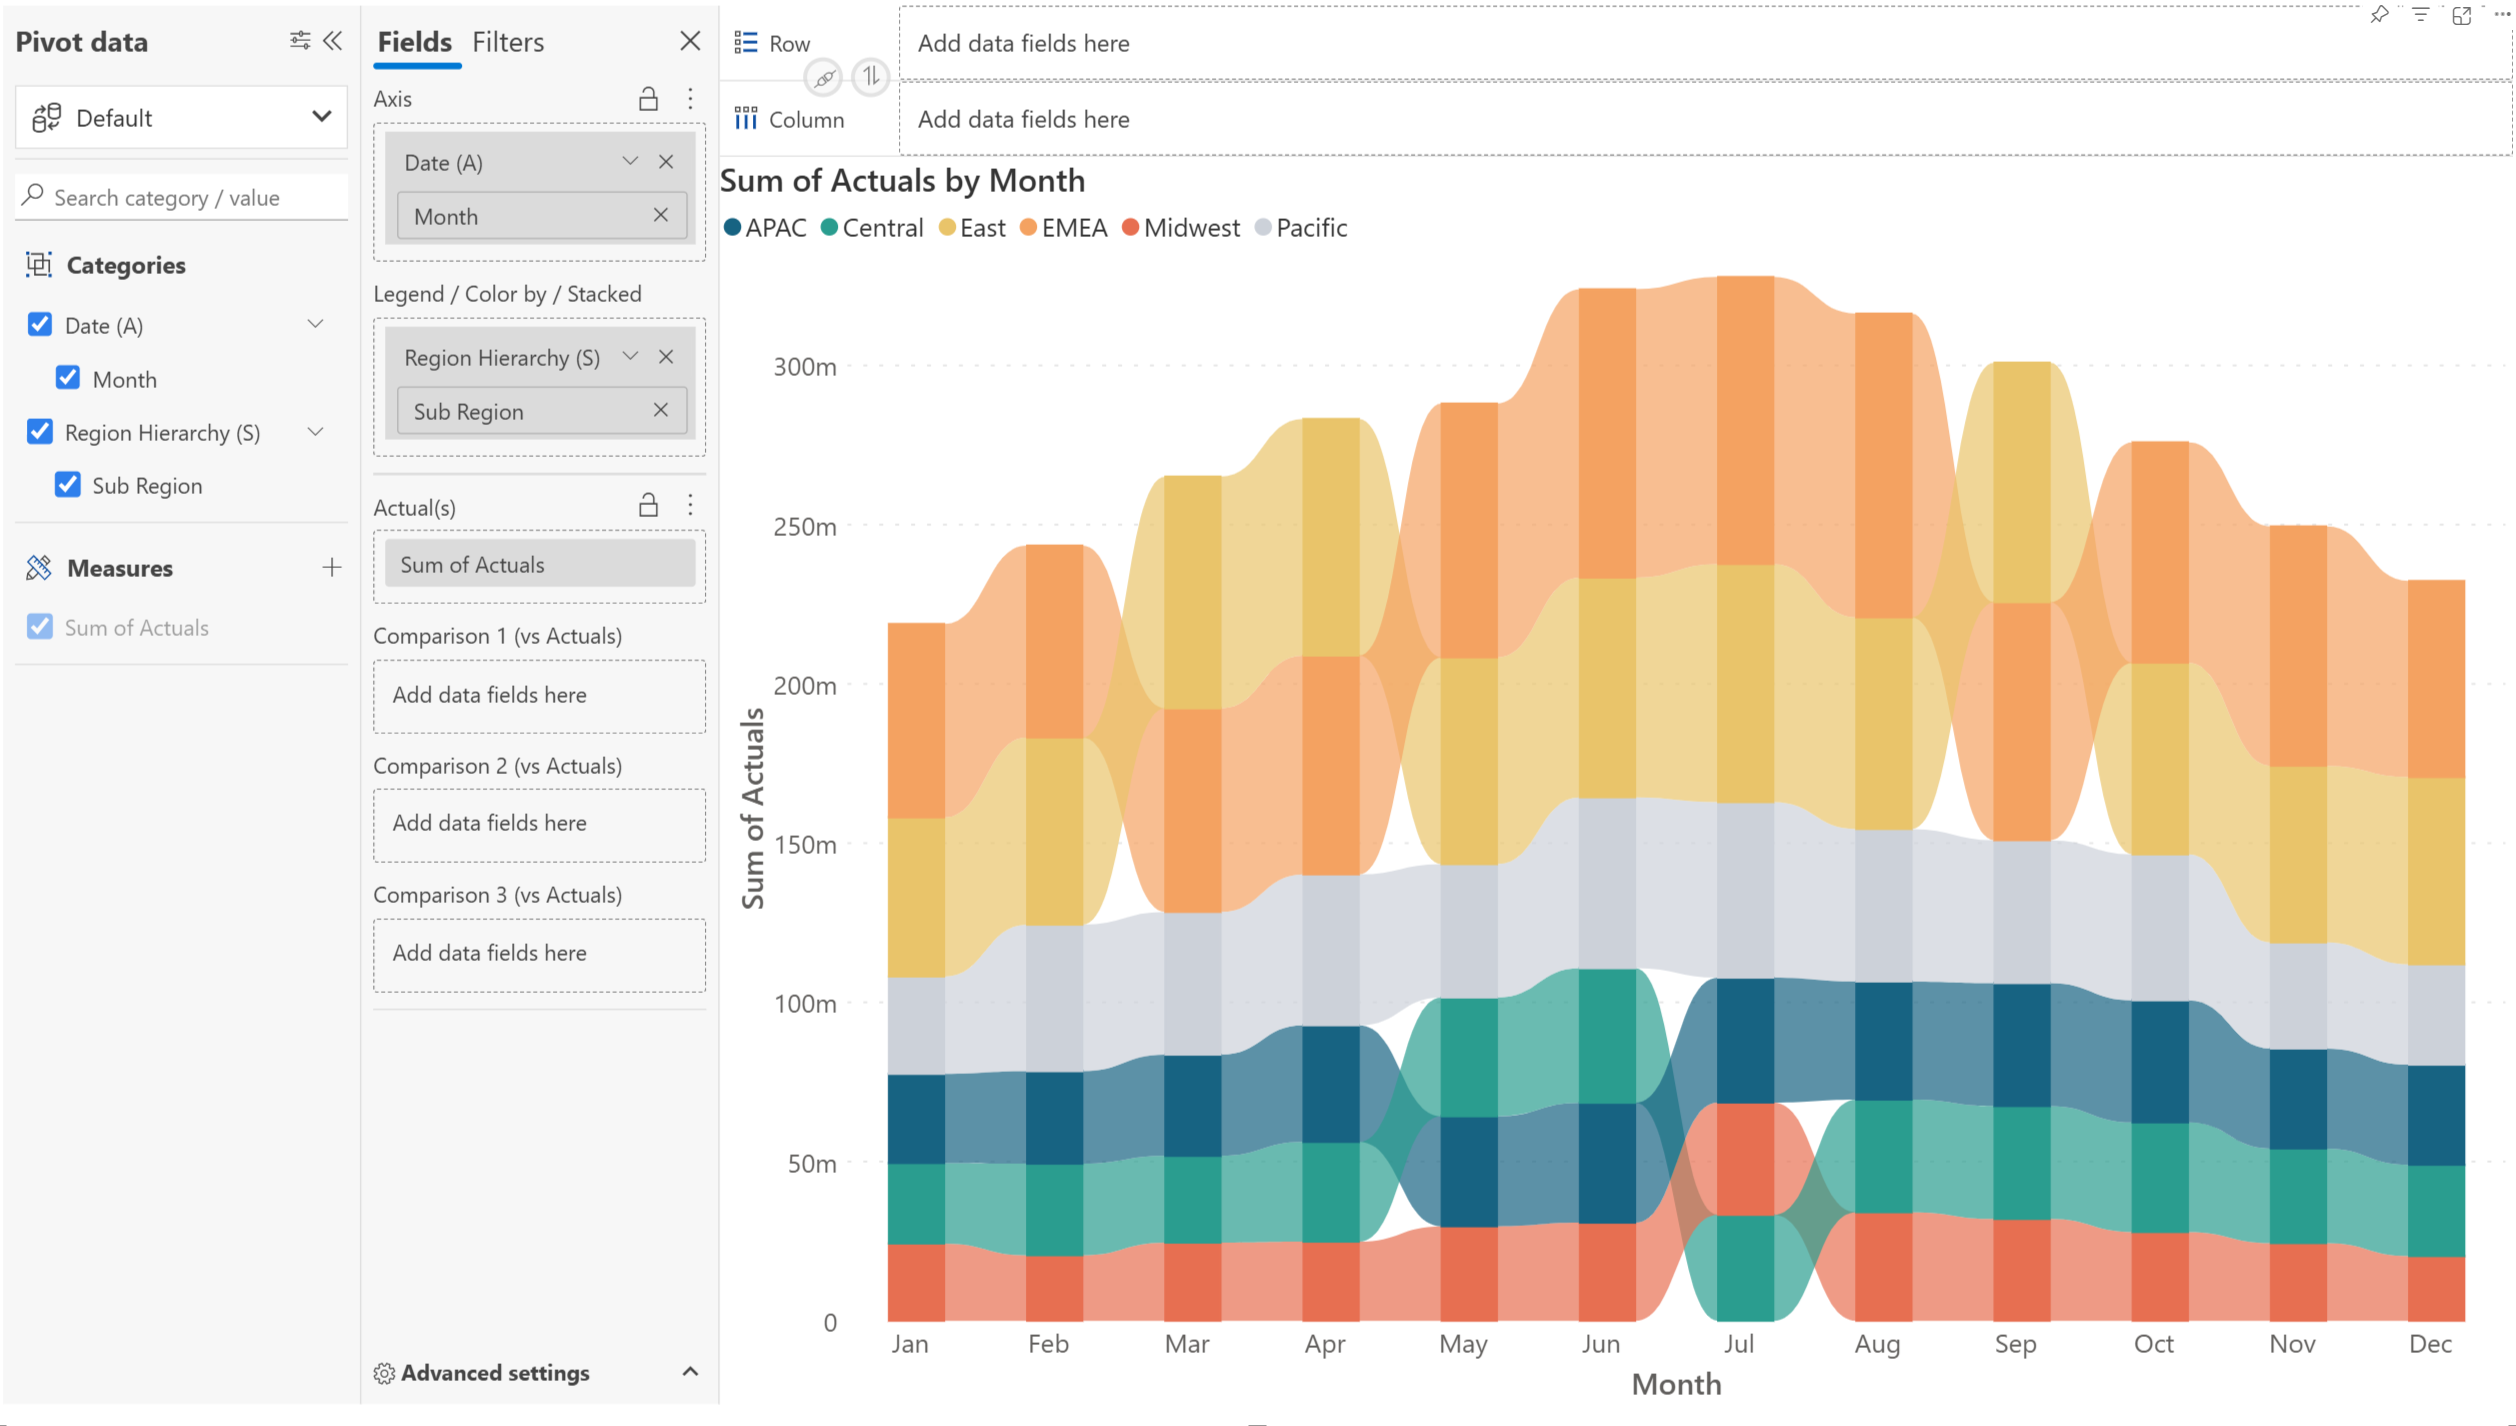 Pivot data
Default
Search category / value
Categories
Date (A)
Month
Region Hierarchy (S)
Sub Region
Measures
Sum of Actuals
Fields Filters
Axis
Date (A)
Month
Legend / Color by / Stacked
Region Hierarchy (S)
Sub Region
Actual(s)
Sum of Actuals
Comparison 1 (vs Actuals)
Add data fields here
Comparison 2 (vs Actuals)
Add data fields here
Comparison 3 (vs Actuals)
Add data fields here
Advanced settings
Row Add data fields here
Column Add data fields here
Sum of Actuals by Month
APAC Central East EMEA Midwest Pacific
300m
250m
200m
150m
100m
50m
0
Sum of Actuals
Jan Feb Mar Apr May Jun Jul Aug Sep Oct Nov Dec
Month